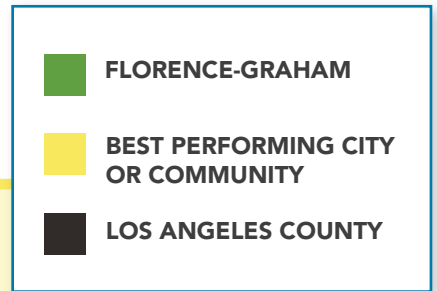 FLORENCE-GRAHAM
BEST PERFORMING CITY
OR COMMUNITY
LOS ANGELES COUNTY